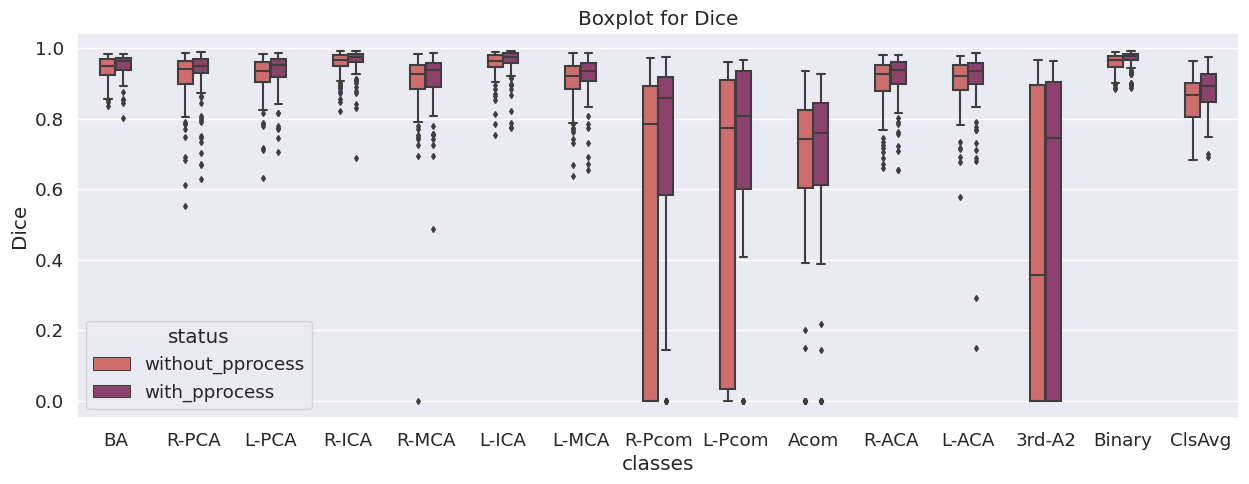 Boxplot for Dice
1.0
0.8
0.6
0.4
0.2
0.0
Dice
status
without_pprocess
with_pprocess
BA R-PCA L-PCA R-ICA R-MCA L-ICA L-MCA R-Pcom L-Pcom Acom R-ACA L-ACA 3rd-A2 Binary ClsAvg
classes